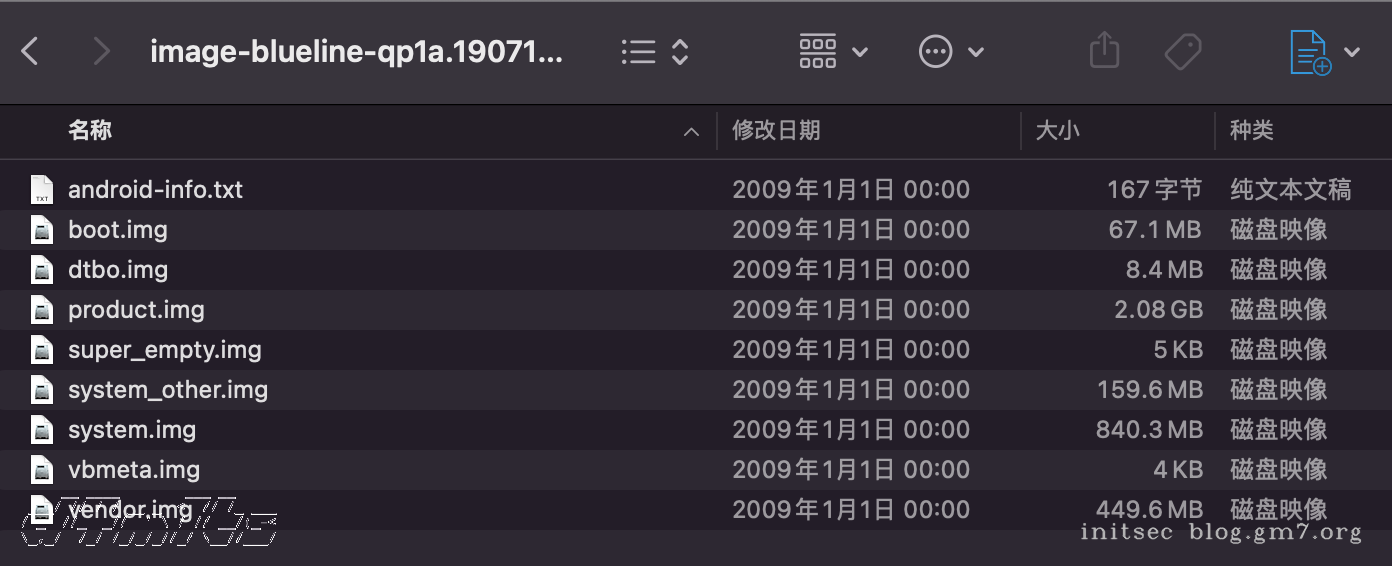 image-blueline-qp1a.19071...
名称 修改日期 大小 种类
android-info.txt 2009年1月1日 00:00 167 字节 纯文本文稿
boot.img 2009年1月1日 00:00 67.1 MB 磁盘映像
dtbo.img 2009年1月1日 00:00 8.4 MB 磁盘映像
product.img 2009年1月1日 00:00 2.08 GB 磁盘映像
super_empty.img 2009年1月1日 00:00 5 KB 磁盘映像
system_other.img 2009年1月1日 00:00 159.6 MB 磁盘映像
system.img 2009年1月1日 00:00 840.3 MB 磁盘映像
vbmeta.img 2009年1月1日 00:00 4 KB 磁盘映像
vendor.img 2009年1月1日 00:00 449.6 MB 磁盘映像
initsec blog.gm7.org